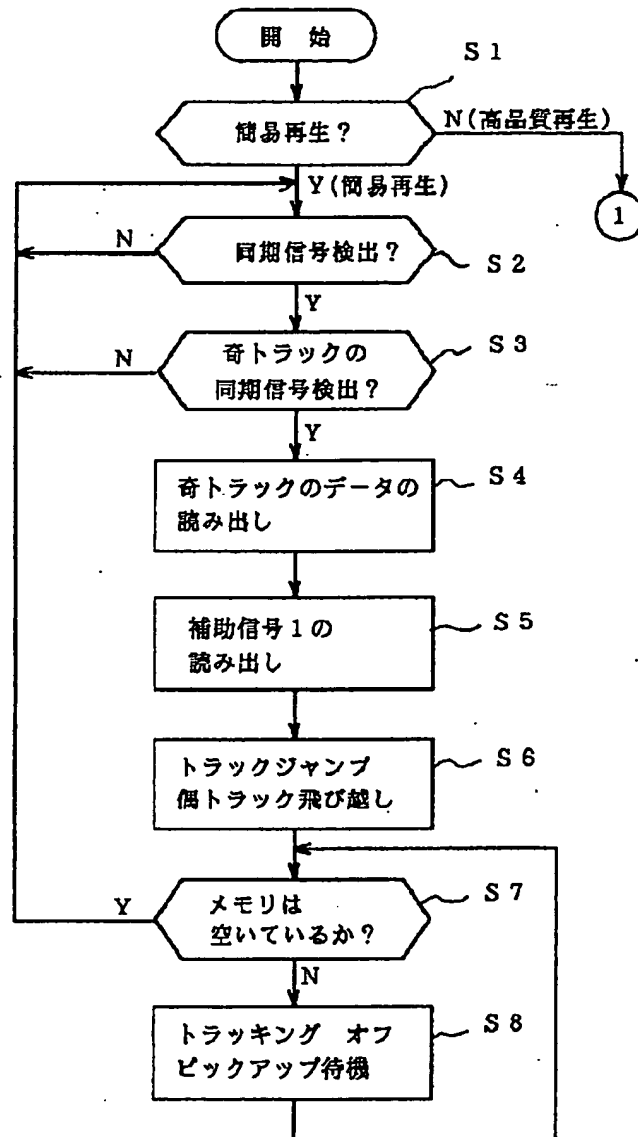 開 始
S1
簡易再生?
N(高品質再生)
Y(簡易再生)
1
N
同期信号検出?
S2
Y
N
奇トラックの
同期信号検出?
S3
Y
奇トラックのデータの
読み出し
S4
補助信号1の
読み出し
S5
トラックジャンプ
偶トラック飛び越し
S6
Y
メモリは
空いているか?
S7
N
トラッキング オフ
ピックアップ待機
S8